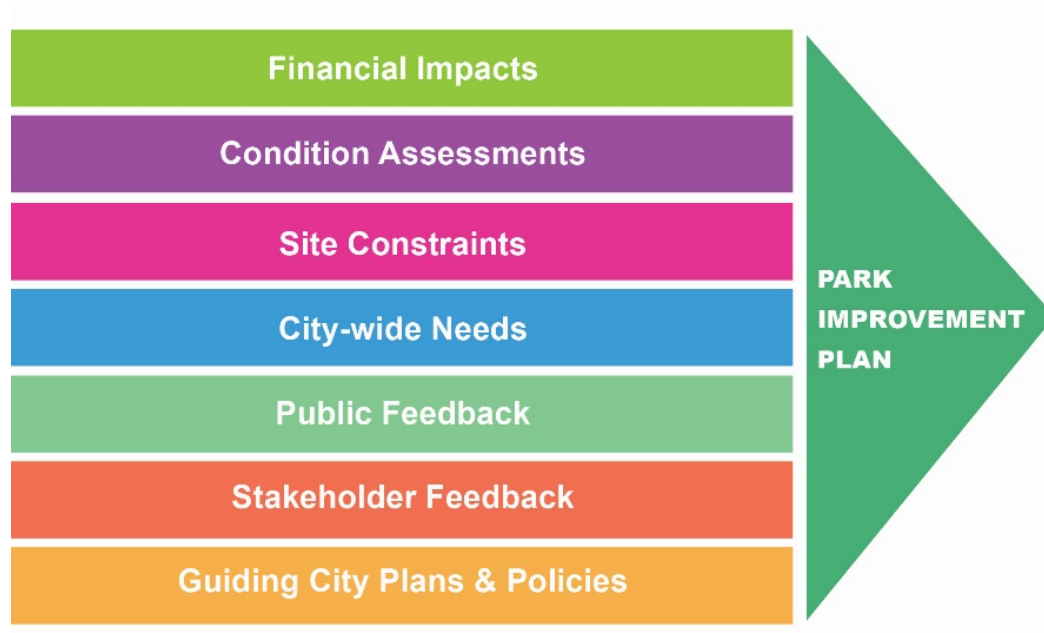 Financial Impacts
Condition Assessments
Site Constraints
City-wide Needs
Public Feedback
Stakeholder Feedback
Guiding City Plans & Policies
PARK
IMPROVEMENT
PLAN